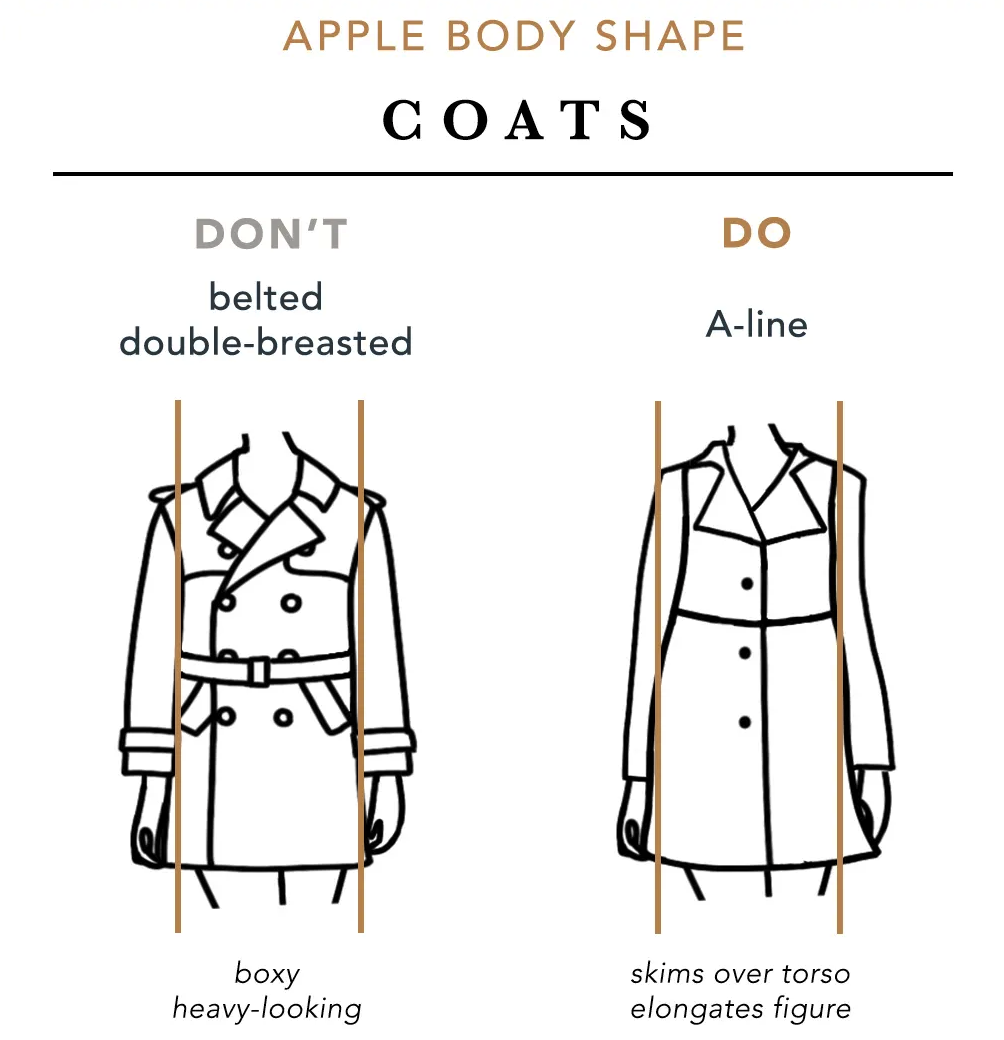 APPLE BODY SHAPE
COATS
DON'T
belted
double-breasted
DO
A-line
boxy
heavy-looking
skims over torso
elongates figure